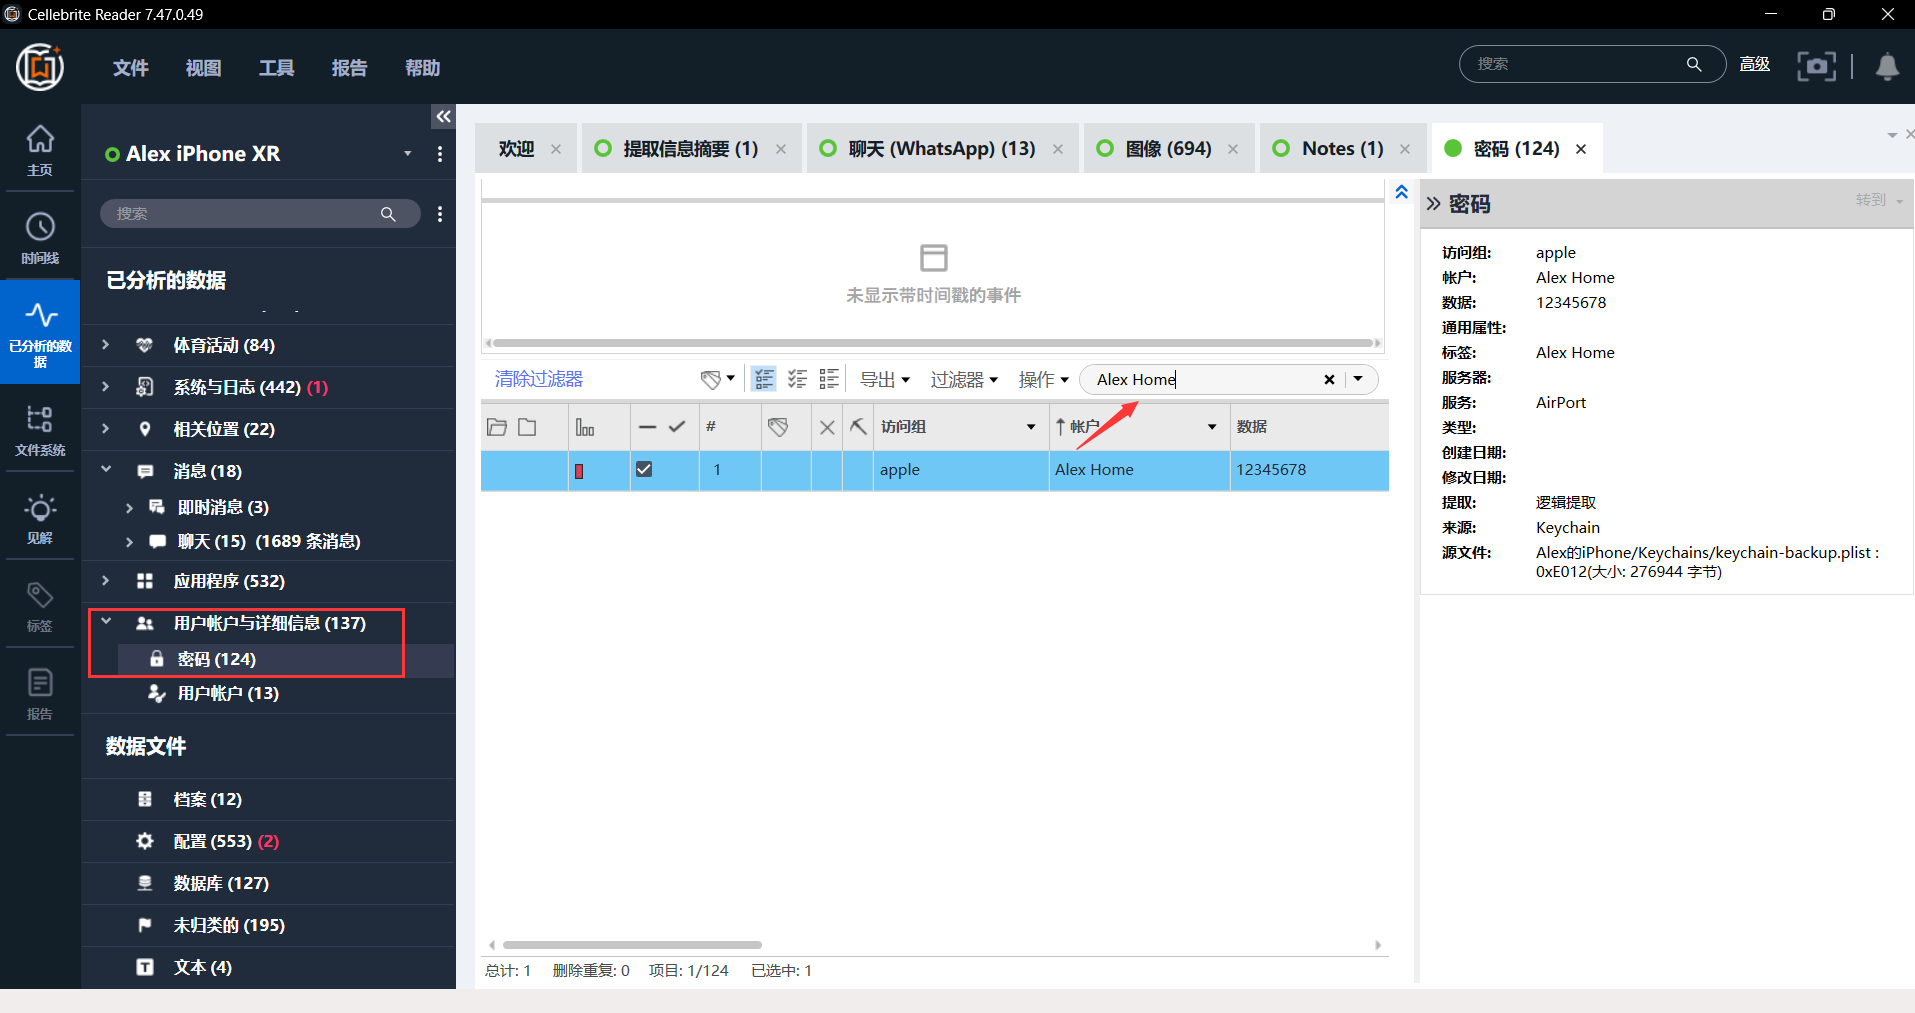 Cellebrite Reader 7.47.0.49
文件 视图 工具 报告 帮助
搜索
高级
主页
时间线
已分析的数据
文件系统
见解
标签
报告
Alex iPhone XR
搜索
已分析的数据
体育活动 (84)
系统与日志 (442) (1)
相关位置 (22)
消息 (18)
即时消息 (3)
聊天 (15) (1689 条消息)
应用程序 (532)
用户帐户与详细信息 (137)
密码 (124)
用户帐户 (13)
数据文件
档案 (12)
配置 (553) (2)
数据库 (127)
未归类的 (195)
文本 (4)
欢迎 提取信息摘要 (1) 聊天 (WhatsApp) (13) 图像 (694) Notes (1) 密码 (124)
未显示带时间戳的事件
清除过滤器 导出 过滤器 操作 Alex Home
# 访问组 帐户 数据
1 apple Alex Home 12345678
总计: 1 删除重复: 0 项目: 1/124 已选中: 1
密码 转到
访问组: apple
帐户: Alex Home
数据: 12345678
通用属性:
标签: Alex Home
服务器:
服务: AirPort
类型:
创建日期:
修改日期:
提取: 逻辑提取
来源: Keychain
源文件: Alex的iPhone/Keychains/keychain-backup.plist :
0xE012(大小: 276944 字节)